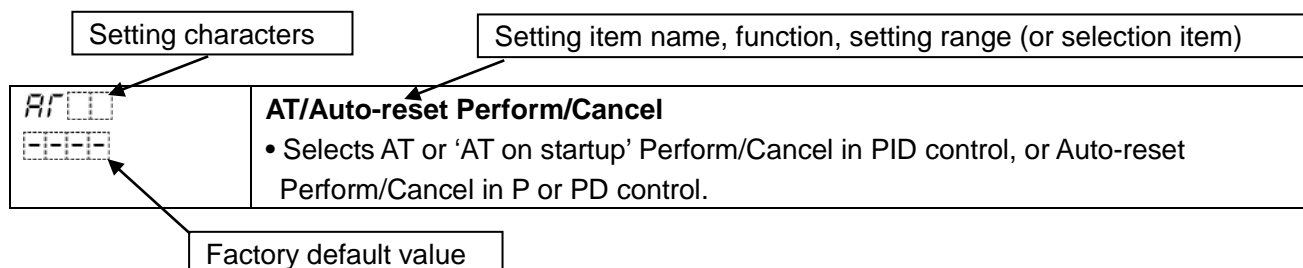 Setting characters
Setting item name, function, setting range (or selection item)
AT
AT/Auto-reset Perform/Cancel
----
• Selects AT or ‘AT on startup’ Perform/Cancel in PID control, or Auto-reset
Perform/Cancel in P or PD control.
Factory default value